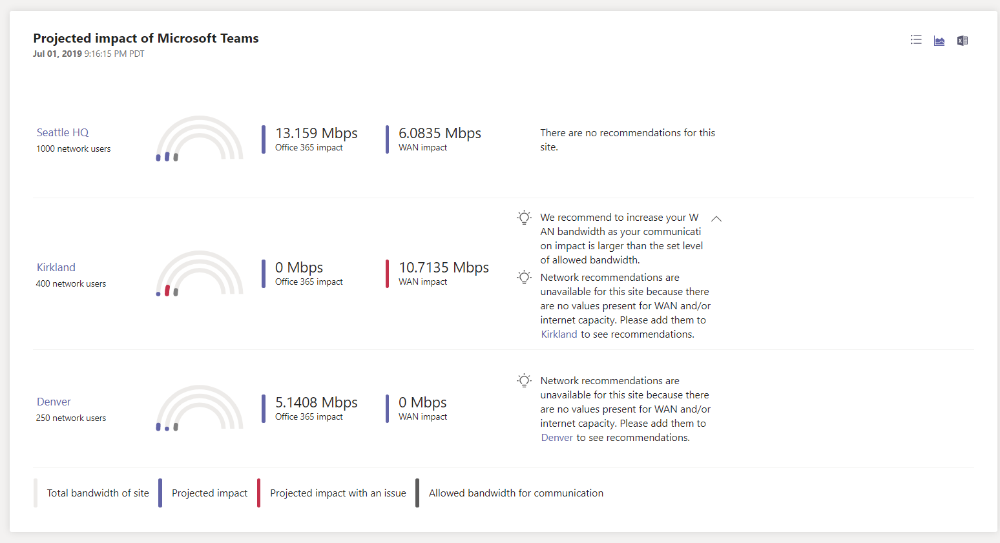 Projected impact of Microsoft Teams
Jul 01, 2019 9:16:15 PM PDT
Seattle HQ
1000 network users
13.159 Mbps
Office 365 impact
6.0835 Mbps
WAN impact
There are no recommendations for this
site.
Kirkland
400 network users
0 Mbps
Office 365 impact
10.7135 Mbps
WAN impact
We recommend to increase your W
AN bandwidth as your communicati
on impact is larger than the set level
of allowed bandwidth.
Network recommendations are
unavailable for this site because there
are no values present for WAN and/or
internet capacity. Please add them to
Kirkland to see recommendations.
Denver
250 network users
5.1408 Mbps
Office 365 impact
0 Mbps
WAN impact
Network recommendations are
unavailable for this site because there
are no values present for WAN and/or
internet capacity. Please add them to
Denver to see recommendations.
Total bandwidth of site
Projected impact
Projected impact with an issue
Allowed bandwidth for communication